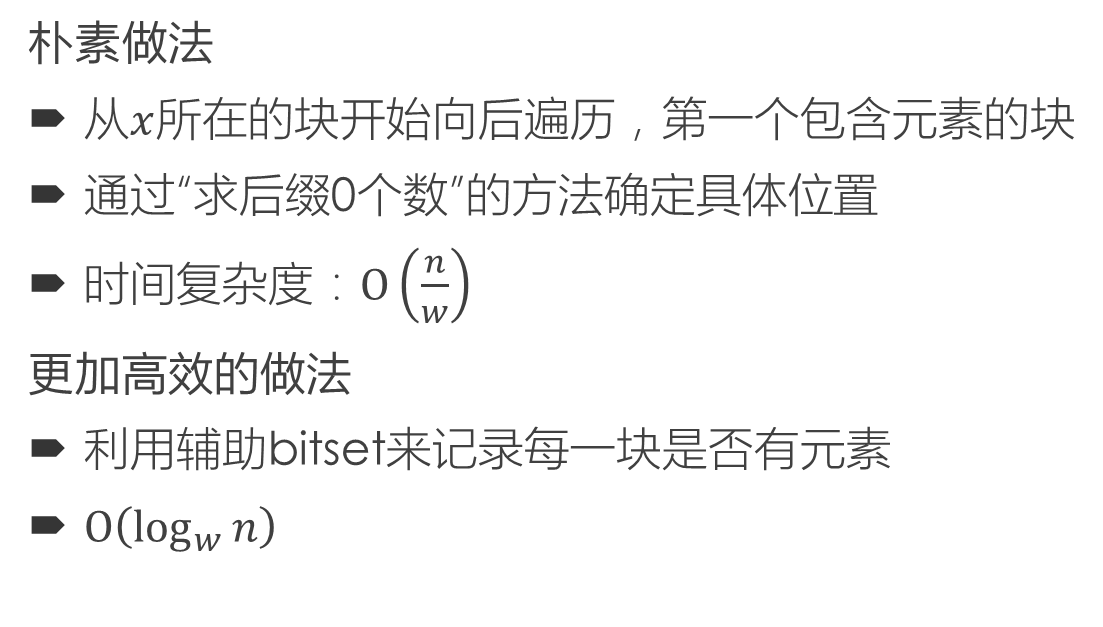 朴素做法
从x所在的块开始向后遍历，第一个包含元素的块
通过“求后缀0个数”的方法确定具体位置
时间复杂度：O(n/w)
更加高效的做法
利用辅助bitset来记录每一块是否有元素
O(log_w n)